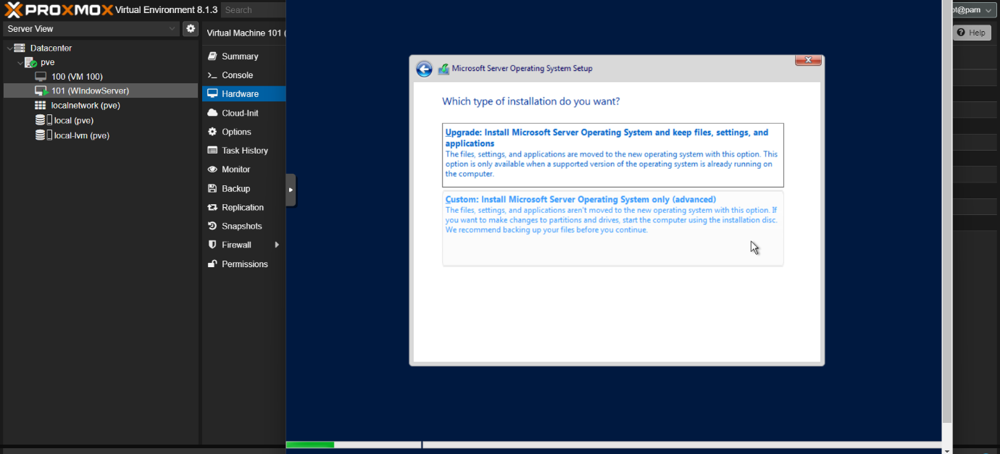 PROXMOX Virtual Environment 8.1.3 Search
Server View
Datacenter
pve
100 (VM 100)
101 (WIndowServer)
localnetwork (pve)
local (pve)
local-lvm (pve)
Virtual Machine 101 (
Summary
Console
Hardware
Cloud-Init
Options
Task History
Monitor
Backup
Replication
Snapshots
Firewall
Permissions
Microsoft Server Operating System Setup
Which type of installation do you want?
Upgrade: Install Microsoft Server Operating System and keep files, settings, and
applications
The files, settings, and applications are moved to the new operating system with this option. This
option is only available when a supported version of the operating system is already running on
the computer.
Custom: Install Microsoft Server Operating System only (advanced)
The files, settings, and applications aren't moved to the new operating system with this option. If
you want to make changes to partitions and drives, start the computer using the installation disc.
We recommend backing up your files before you continue.
t@pam
Help